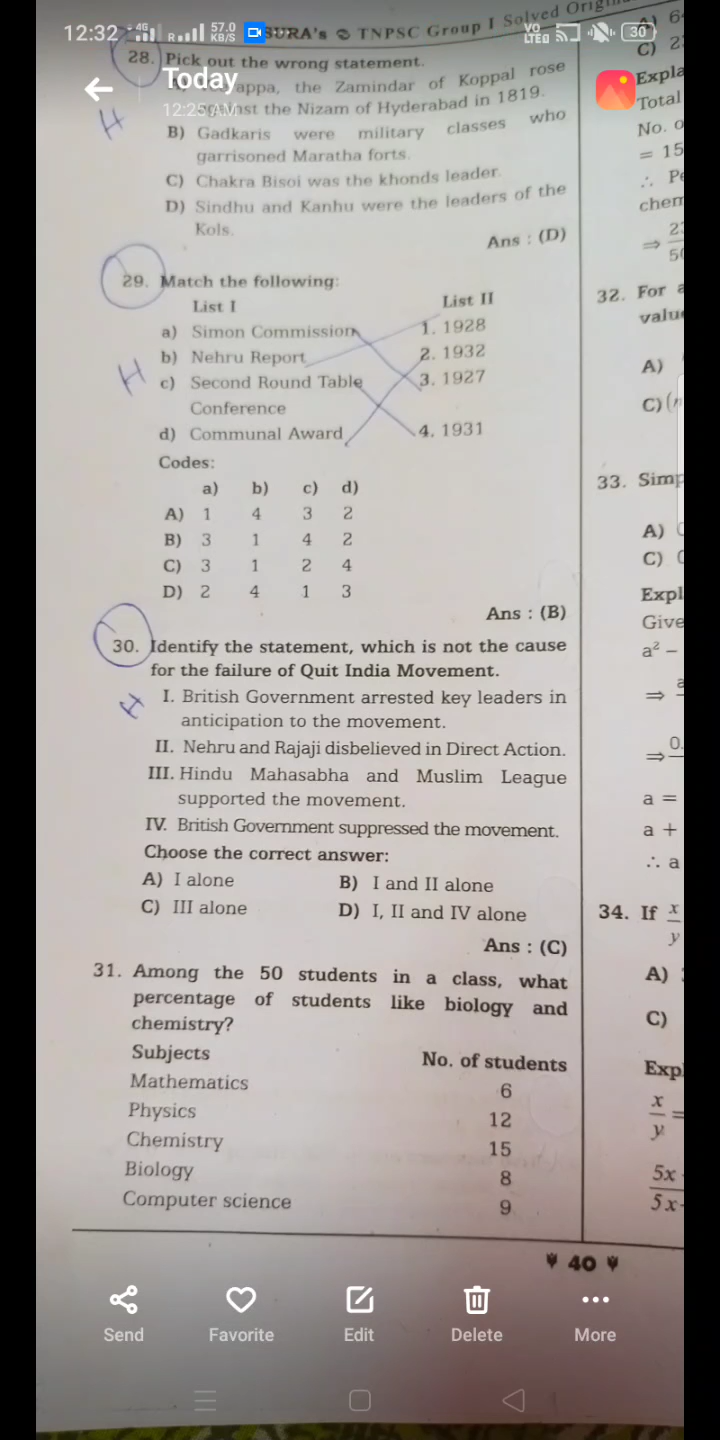 12:32 4G R 57.0 KB/S VO LTE 30
SURA's TNPSC Group I Solved
Today
28. Pick out the wrong statement.
the Zamindar of Koppal rose
the Nizam of Hyderabad in 1819.
B) Gadkaris were military classes who
garrisoned Maratha forts.
C) Chakra Bisoi was the khonds leader.
D) Sindhu and Kanhu were the leaders of the
Kols.
Ans : (D)
H
29. Match the following:
List I List II
a) Simon Commission 1. 1928
b) Nehru Report 2. 1932
c) Second Round Table 3. 1927
Conference
d) Communal Award 4. 1931
H
Codes:
a) b) c) d)
A) 1 4 3 2
B) 3 1 4 2
C) 3 1 2 4
D) 2 4 1 3
Ans : (B)
30. Identify the statement, which is not the cause
for the failure of Quit India Movement.
H
I. British Government arrested key leaders in
anticipation to the movement.
II. Nehru and Rajaji disbelieved in Direct Action.
III. Hindu Mahasabha and Muslim League
supported the movement.
IV. British Government suppressed the movement.
Choose the correct answer:
A) I alone B) I and II alone
C) III alone D) I, II and IV alone
Ans : (C)
31. Among the 50 students in a class, what
percentage of students like biology and
chemistry?
Subjects No. of students
Mathematics 6
Physics 12
Chemistry 15
Biology 8
Computer science 9
C)
Total
No.
= 15
∴
⇒
32. For
A)
C)
33.
A)
C)
Give
a² −
⇒
⇒
a =
a +
∴ a
34. If x/y
A)
C)
x/y =
5x
5x
40
Send Favorite Edit Delete More